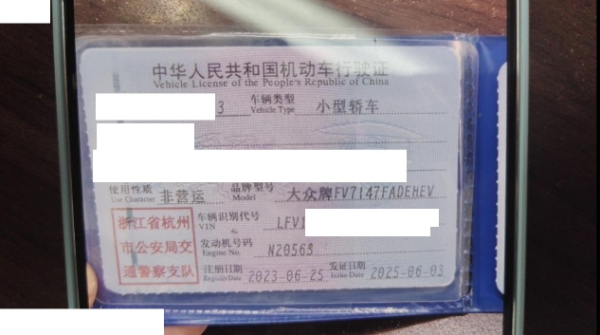 中华人民共和国机动车行驶证
Vehicle License of the People's Republic of China
3 车辆类型 小型轿车
Vehicle Type
使用性质 非营运 品牌型号 大众牌FV7147FADEHEV
Use Character Model
浙江省杭州
市公安局交
通警察支队
车辆识别代号 LFV
VIN
发动机号码 N20563
Engine No.
注册日期 2023-06-25 发证日期 2025-06-03
Register Date Issue Date